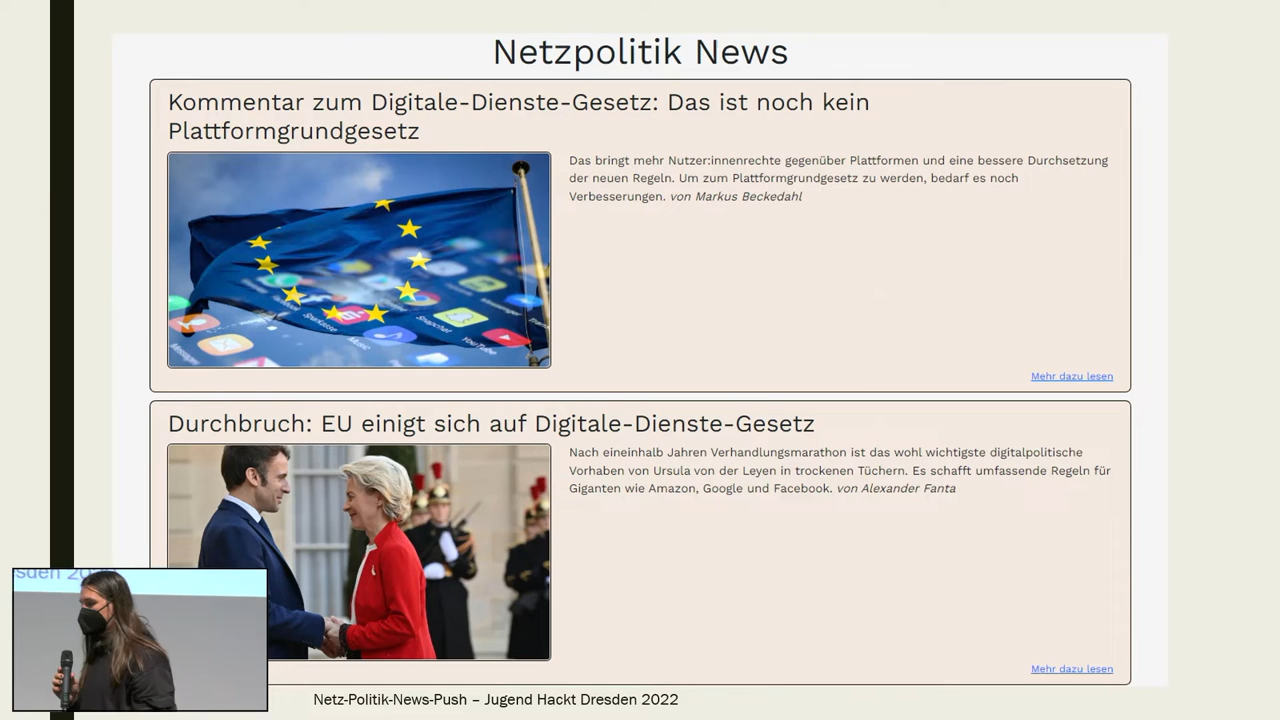 Netzpolitik News
Kommentar zum Digitale-Dienste-Gesetz: Das ist noch kein
Plattformgrundgesetz
Das bringt mehr Nutzer:innenrechte gegenüber Plattformen und eine bessere Durchsetzung
der neuen Regeln. Um zum Plattformgrundgesetz zu werden, bedarf es noch
Verbesserungen. von Markus Beckedahl
Snapchat
YouTube
Music
Mehr dazu lesen
Durchbruch: EU einigt sich auf Digitale-Dienste-Gesetz
Nach eineinhalb Jahren Verhandlungsmarathon ist das wohl wichtigste digitalpolitische
Vorhaben von Ursula von der Leyen in trockenen Tüchern. Es schafft umfassende Regeln für
Giganten wie Amazon, Google und Facebook. von Alexander Fanta
Mehr dazu lesen
Netz-Politik-News-Push – Jugend Hackt Dresden 2022